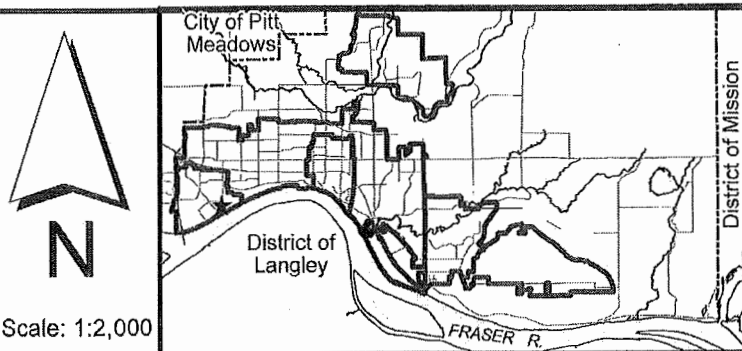 City of Pitt
Meadows
District of Mission
N
District of
Langley
Scale: 1:2,000
FRASER R.